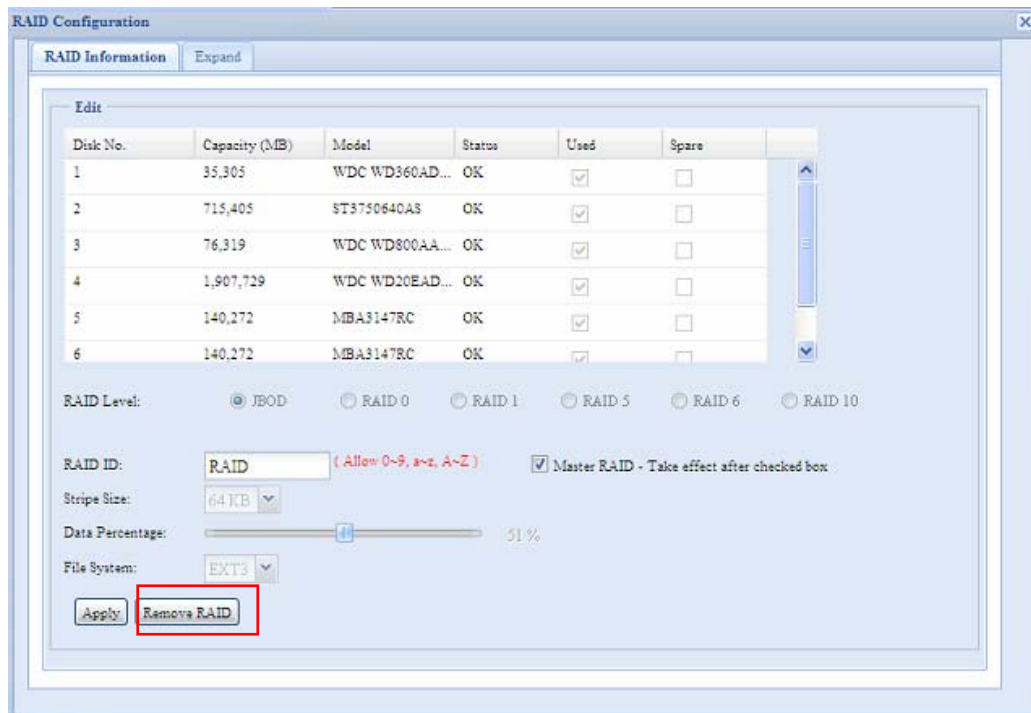 RAID Configuration
RAID Information Expand
Edit
Disk No. Capacity (MB) Model Status Used Spare
1 35,305 WDC WD360AD... OK
2 715,405 ST3750640AS OK
3 76,319 WDC WD800AA... OK
4 1,907,729 WDC WD20EAD... OK
5 140,272 MBA3147RC OK
6 140,272 MBA3147RC OK
RAID Level: JBOD RAID 0 RAID 1 RAID 5 RAID 6 RAID 10
RAID ID: RAID ( Allow 0~9, a~z, A~Z ) Master RAID - Take effect after checked box
Stripe Size: 64 KB
Data Percentage: 51 %
File System: EXT3
Apply Remove RAID